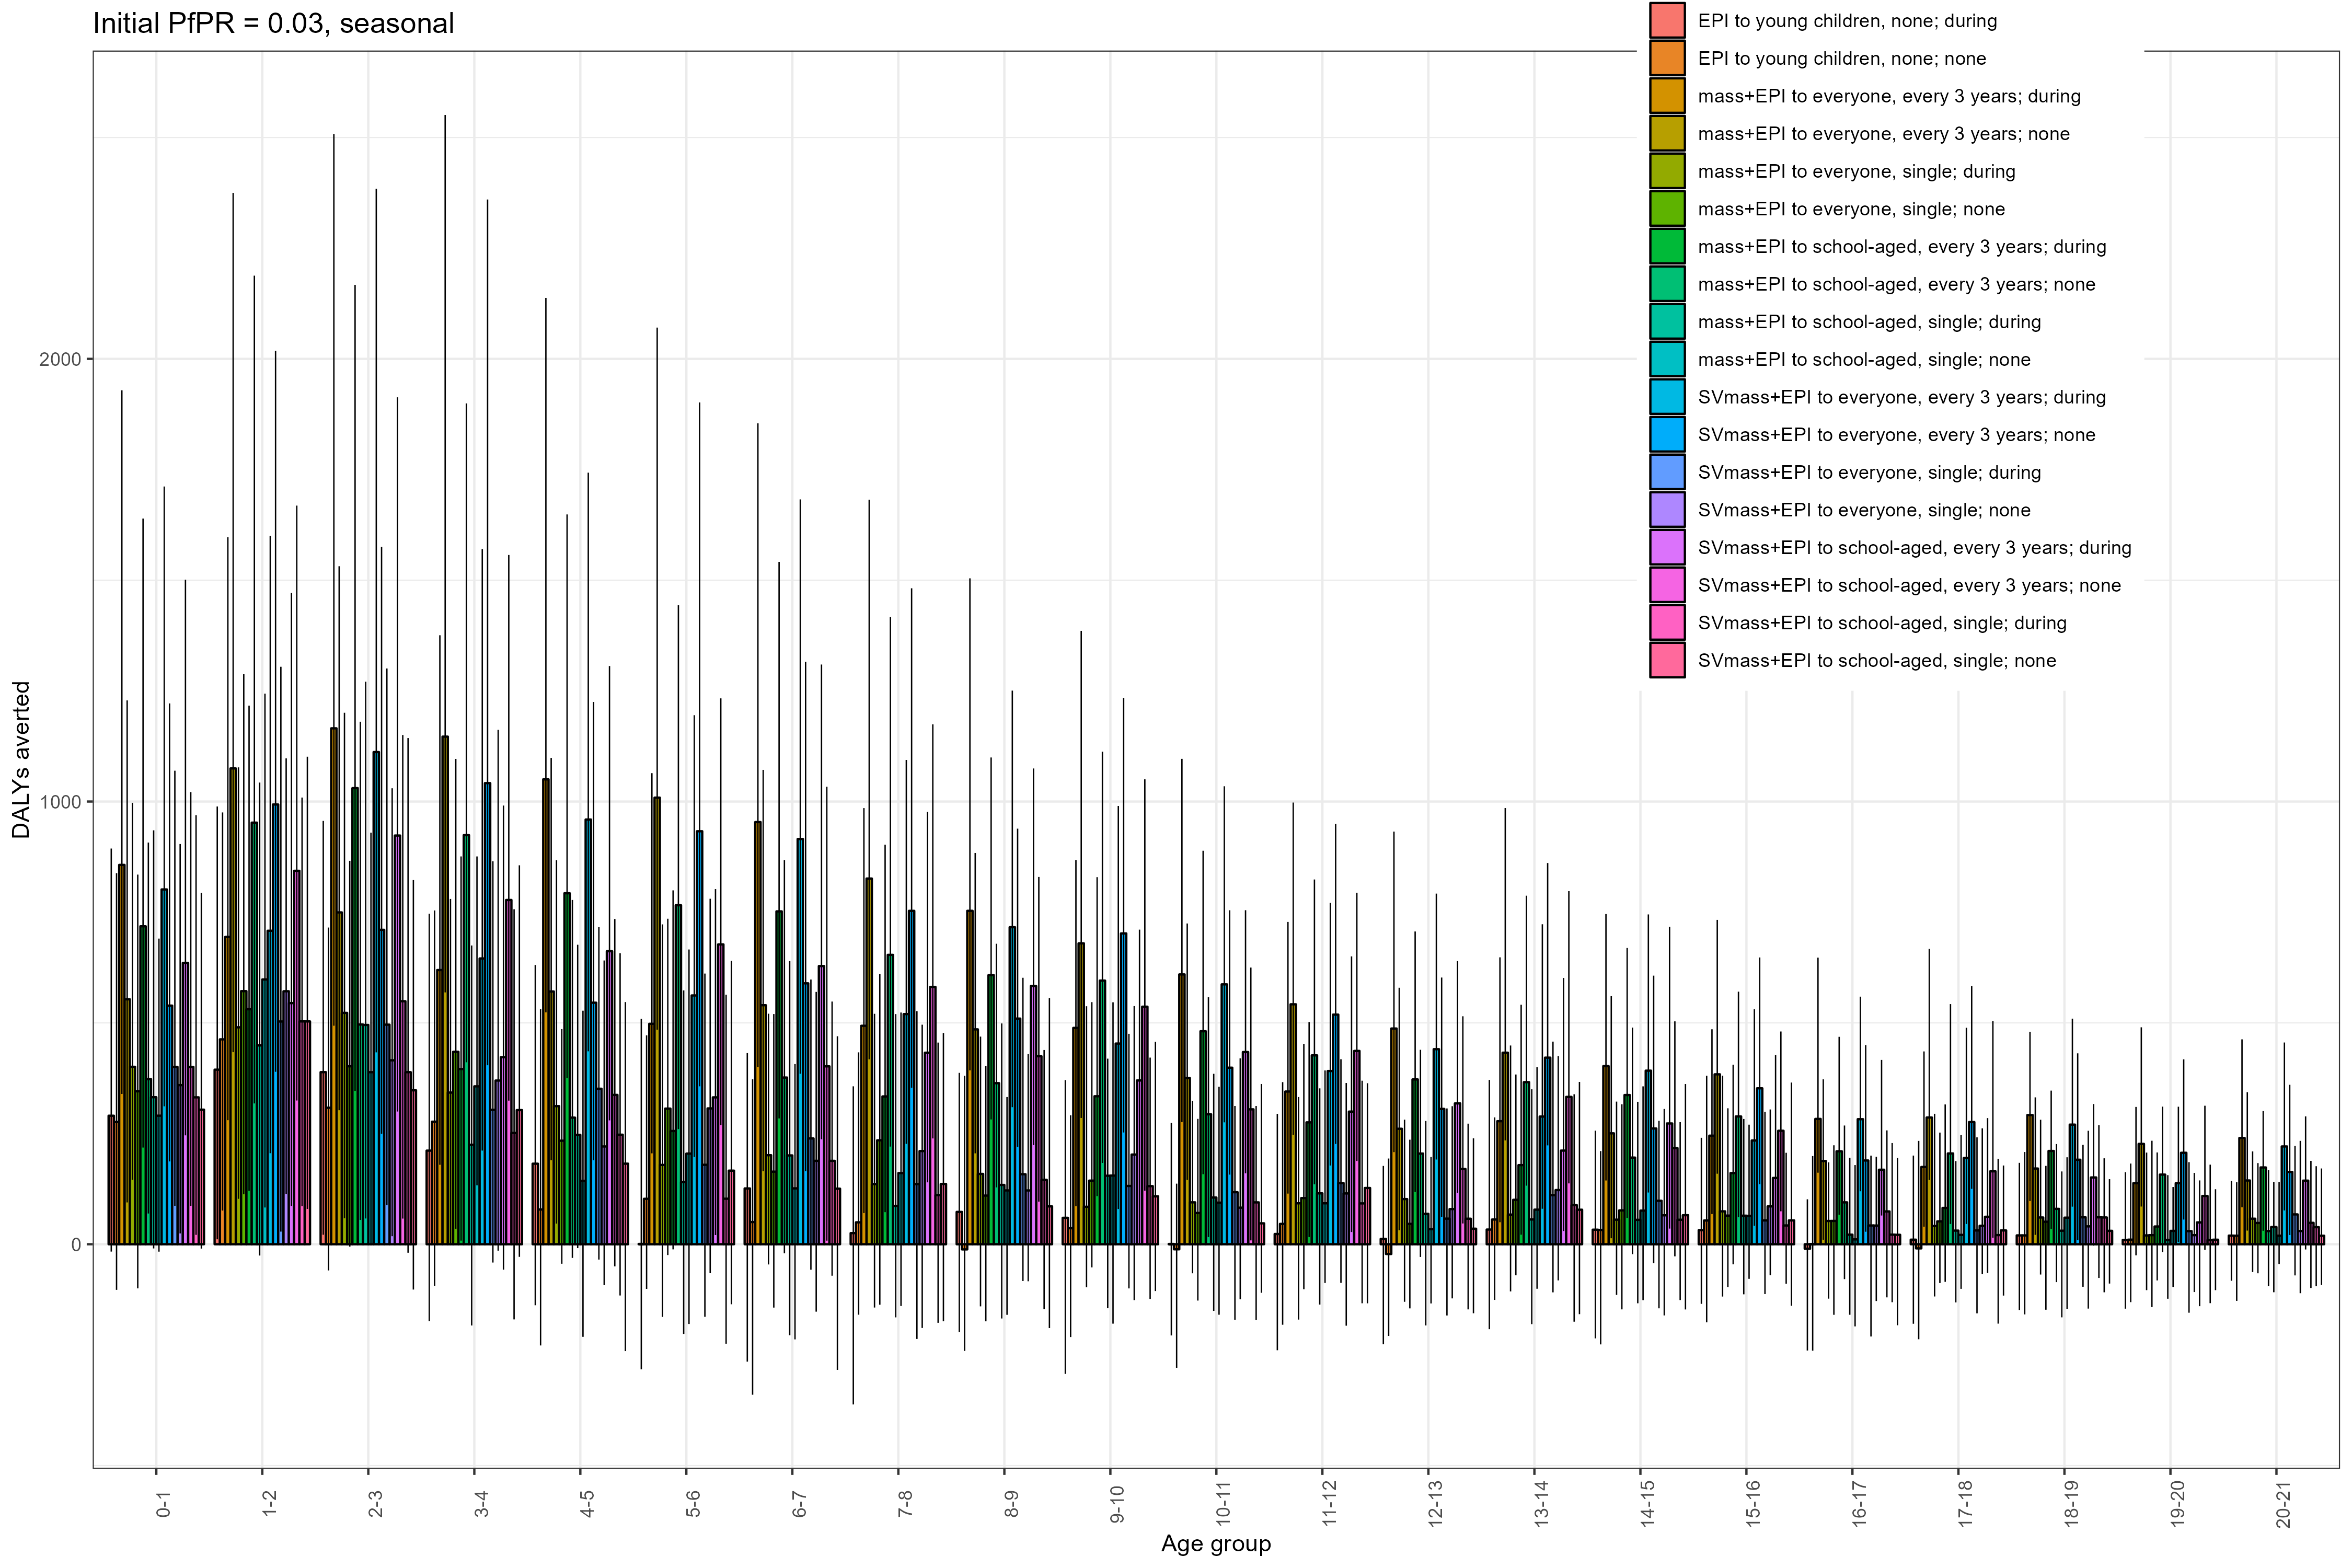 Initial PfPR = 0.03, seasonal
EPI to young children, none; during
EPI to young children, none; none
mass+EPI to everyone, every 3 years; during
mass+EPI to everyone, every 3 years; none
mass+EPI to everyone, single; during
mass+EPI to everyone, single; none
mass+EPI to school-aged, every 3 years; during
mass+EPI to school-aged, every 3 years; none
mass+EPI to school-aged, single; during
mass+EPI to school-aged, single; none
SVmass+EPI to everyone, every 3 years; during
SVmass+EPI to everyone, every 3 years; none
SVmass+EPI to everyone, single; during
SVmass+EPI to everyone, single; none
SVmass+EPI to school-aged, every 3 years; during
SVmass+EPI to school-aged, every 3 years; none
SVmass+EPI to school-aged, single; during
SVmass+EPI to school-aged, single; none
DALYs averted
2000
1000
0
0-1
1-2
2-3
3-4
4-5
5-6
6-7
7-8
8-9
9-10
10-11
11-12
12-13
13-14
14-15
15-16
16-17
17-18
18-19
19-20
20-21
Age group